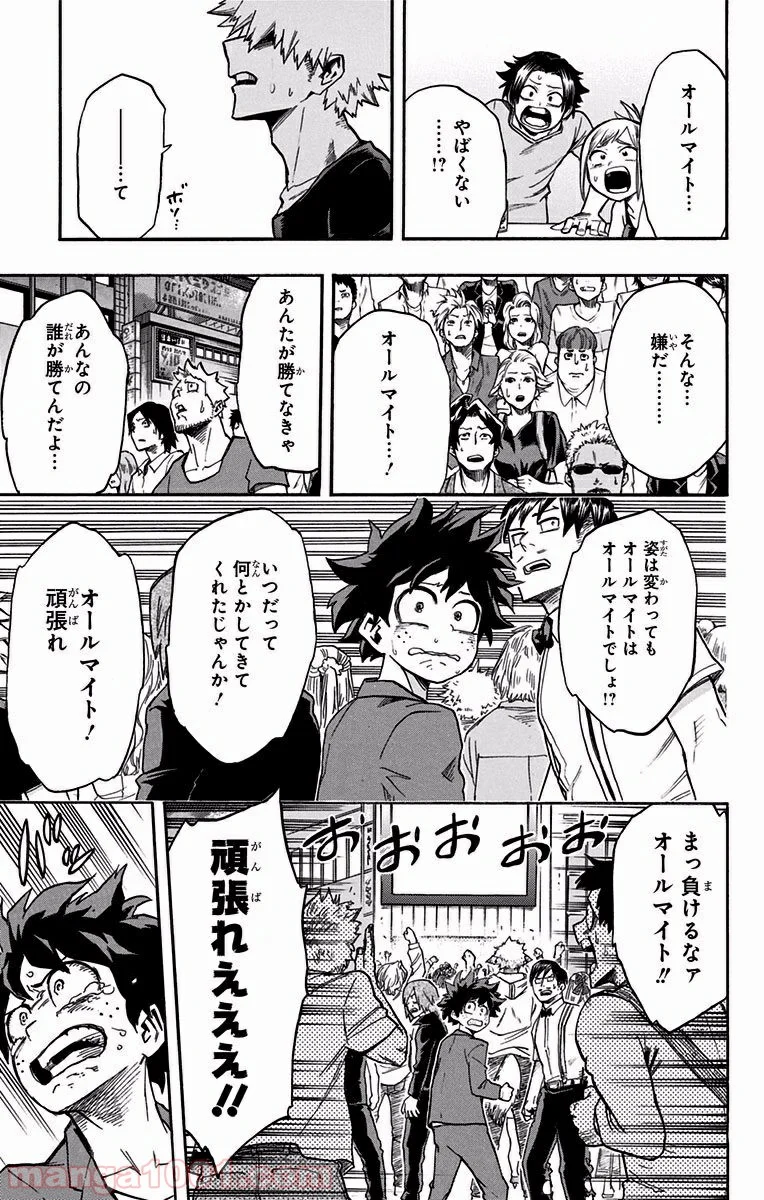 オールマイト…
やばくない
……!?
ボソ…
―――て
そんな…
嫌だ………
オールマイト…!
あんたが勝てなきゃ
あんなの
誰が勝てんだよ…
姿は変わっても
オールマイトは
オールマイトでしょ!?
いつだって
何とかしてきて
くれたじゃんか!
オールマイト!
頑張れ
まっ負けるなァ
オールマイト!!
おおおおお
頑張れえええ!!